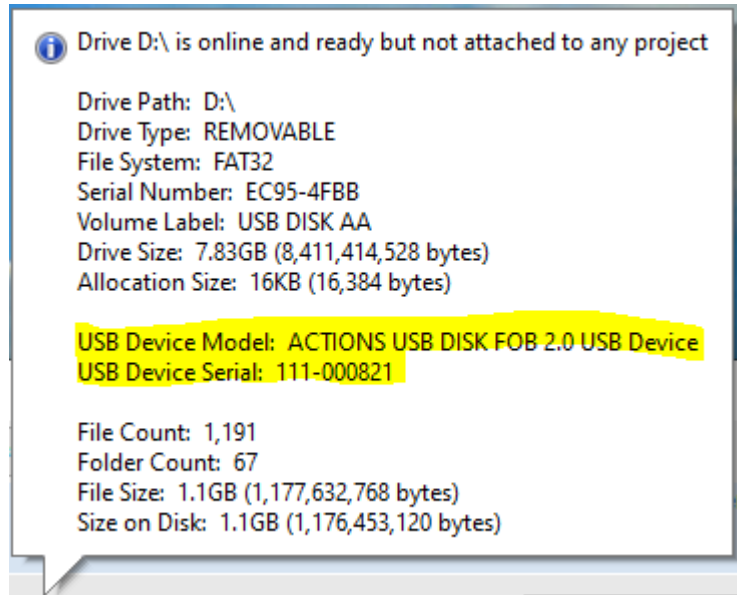 Drive D:\ is online and ready but not attached to any project
Drive Path: D:\
Drive Type: REMOVABLE
File System: FAT32
Serial Number: EC95-4FBB
Volume Label: USB DISK AA
Drive Size: 7.83GB (8,411,414,528 bytes)
Allocation Size: 16KB (16,384 bytes)
USB Device Model: ACTIONS USB DISK FOB 2.0 USB Device
USB Device Serial: 111-000821
File Count: 1,191
Folder Count: 67
File Size: 1.1GB (1,177,632,768 bytes)
Size on Disk: 1.1GB (1,176,453,120 bytes)